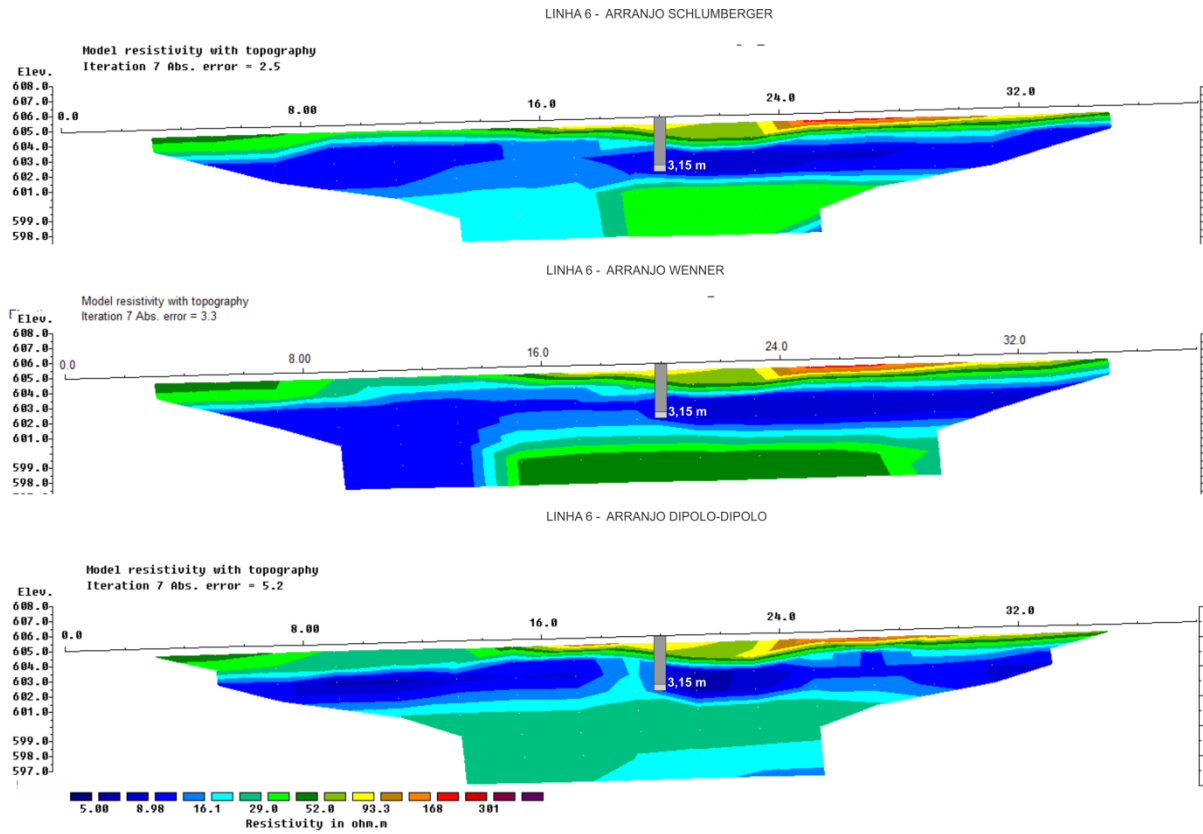 LINHA 6 - ARRANJO SCHLUMBERGER
Model resistivity with topography
Iteration 7 Abs. error = 2.5
Elev.
608.0
607.0
606.0
605.0
604.0
603.0
602.0
601.0
599.0
598.0
0.0
8.00
16.0
24.0
32.0
3,15 m
LINHA 6 - ARRANJO WENNER
Model resistivity with topography
Iteration 7 Abs. error = 3.3
Elev.
608.0
607.0
606.0
605.0
604.0
603.0
602.0
601.0
599.0
598.0
0.0
8.00
16.0
24.0
32.0
3,15 m
LINHA 6 - ARRANJO DIPOLO-DIPOLO
Model resistivity with topography
Iteration 7 Abs. error = 5.2
Elev.
608.0
607.0
606.0
605.0
604.0
603.0
602.0
601.0
599.0
598.0
597.0
0.0
8.00
16.0
24.0
32.0
3,15 m
5.00 8.98 16.1 29.0 52.0 93.3 168 301
Resistivity in ohm.m